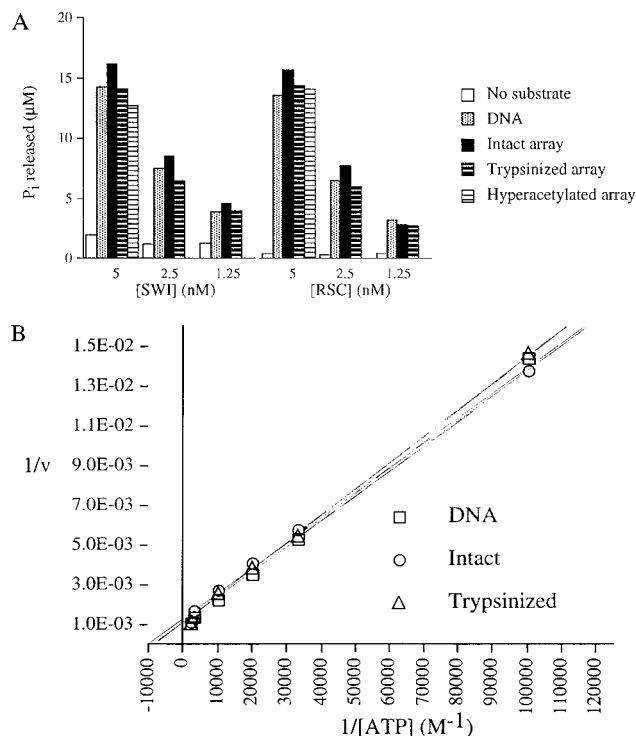 A
20
15
10
5
0
Pi released (µM)
5
2.5
1.25
5
2.5
1.25
[SWI] (nM)
[RSC] (nM)
No substrate
DNA
Intact array
Trypsinized array
Hyperacetylated array
B
1.5E-02
1.3E-02
1.1E-02
9.0E-03
7.0E-03
5.0E-03
3.0E-03
1.0E-03
1/v
DNA
Intact
Trypsinized
-10000
0
10000
20000
30000
40000
50000
60000
70000
80000
90000
100000
110000
120000
1/[ATP] (M-1)